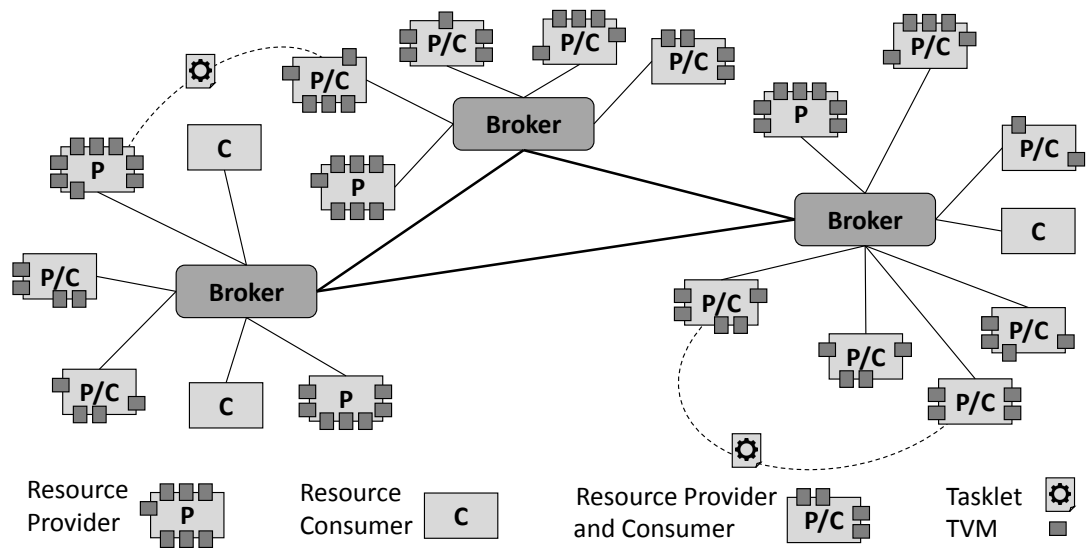 P/C
P/C
P/C
P/C
P/C
P
Broker
P
C
P/C
P
P
Broker
C
P/C
Broker
P/C
P/C
P/C
P/C
C
P
P/C
Resource
Provider
P
Resource
Consumer
C
Resource Provider
and Consumer
P/C
Tasklet
TVM